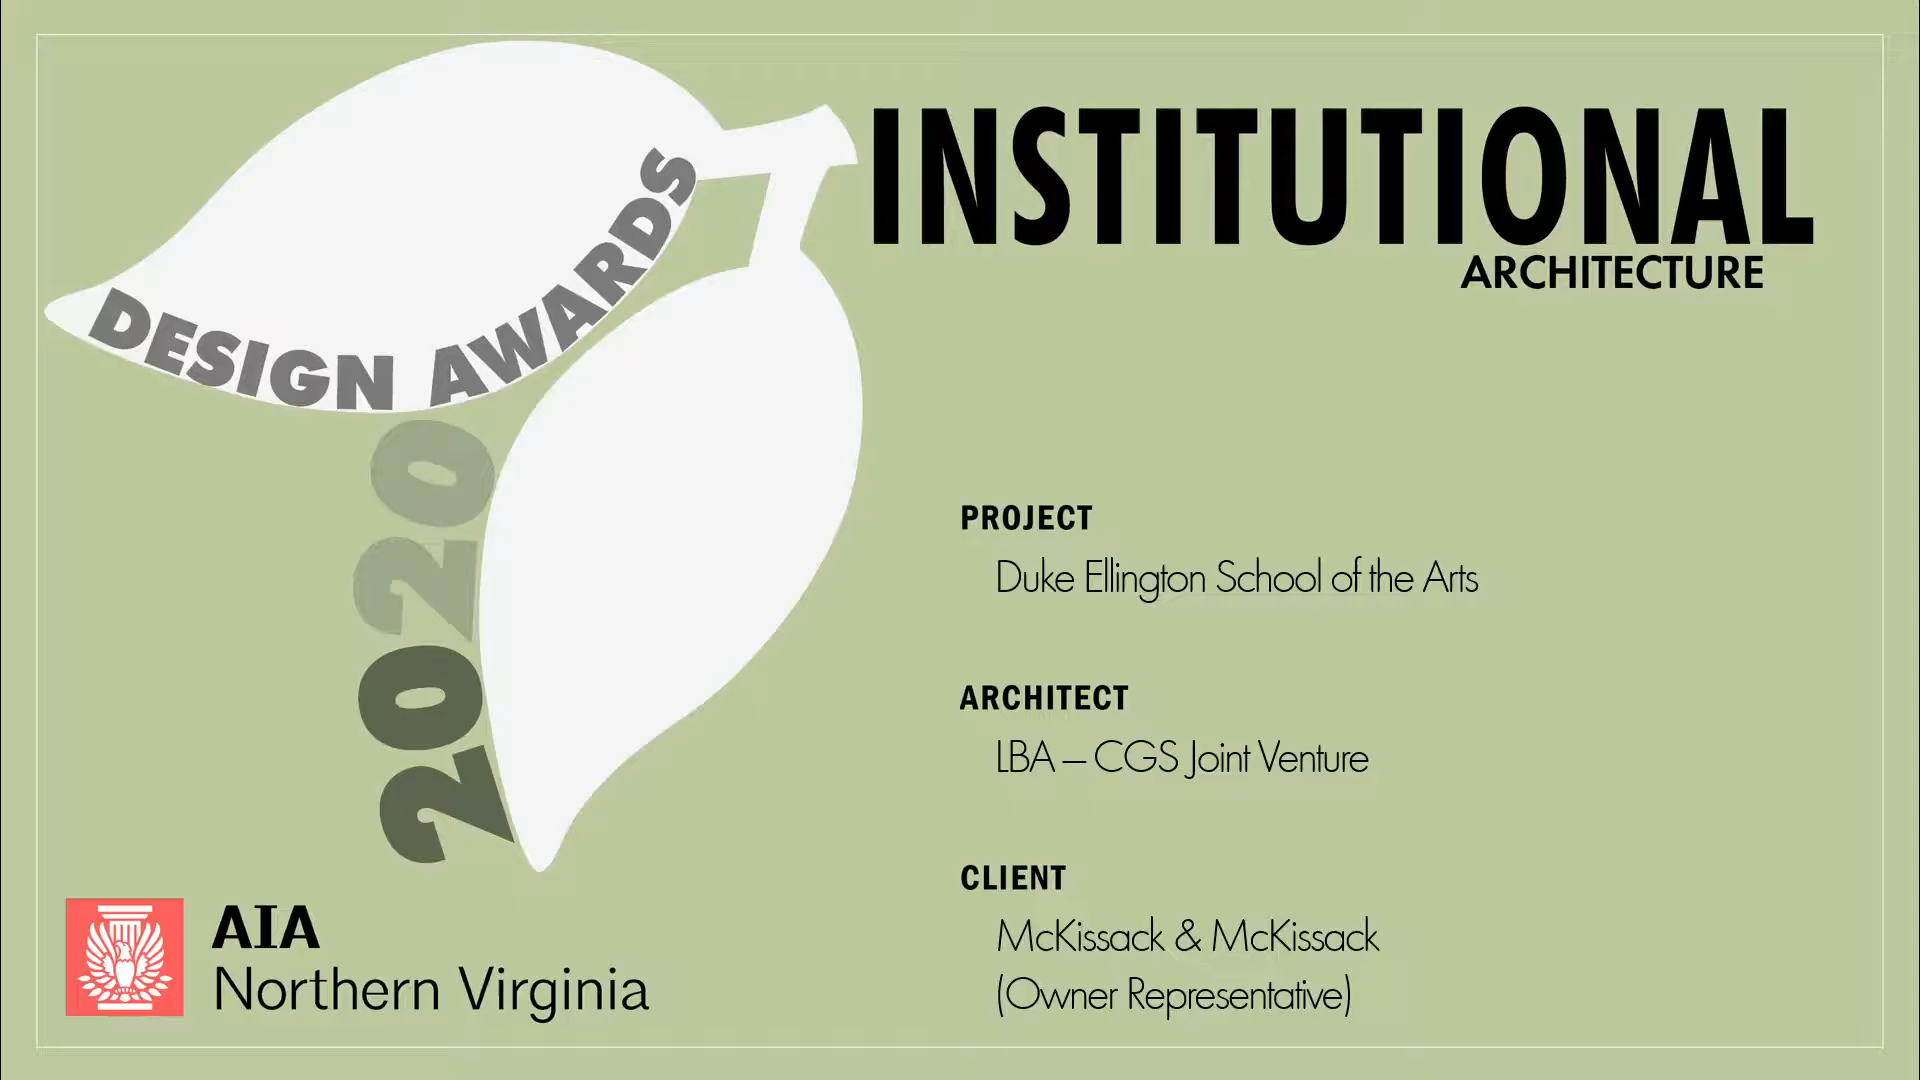 DESIGN AWARDS
2020
INSTITUTIONAL
ARCHITECTURE
PROJECT
Duke Ellington School of the Arts
ARCHITECT
LBA – CGS Joint Venture
CLIENT
McKissack & McKissack
(Owner Representative)
AIA
Northern Virginia